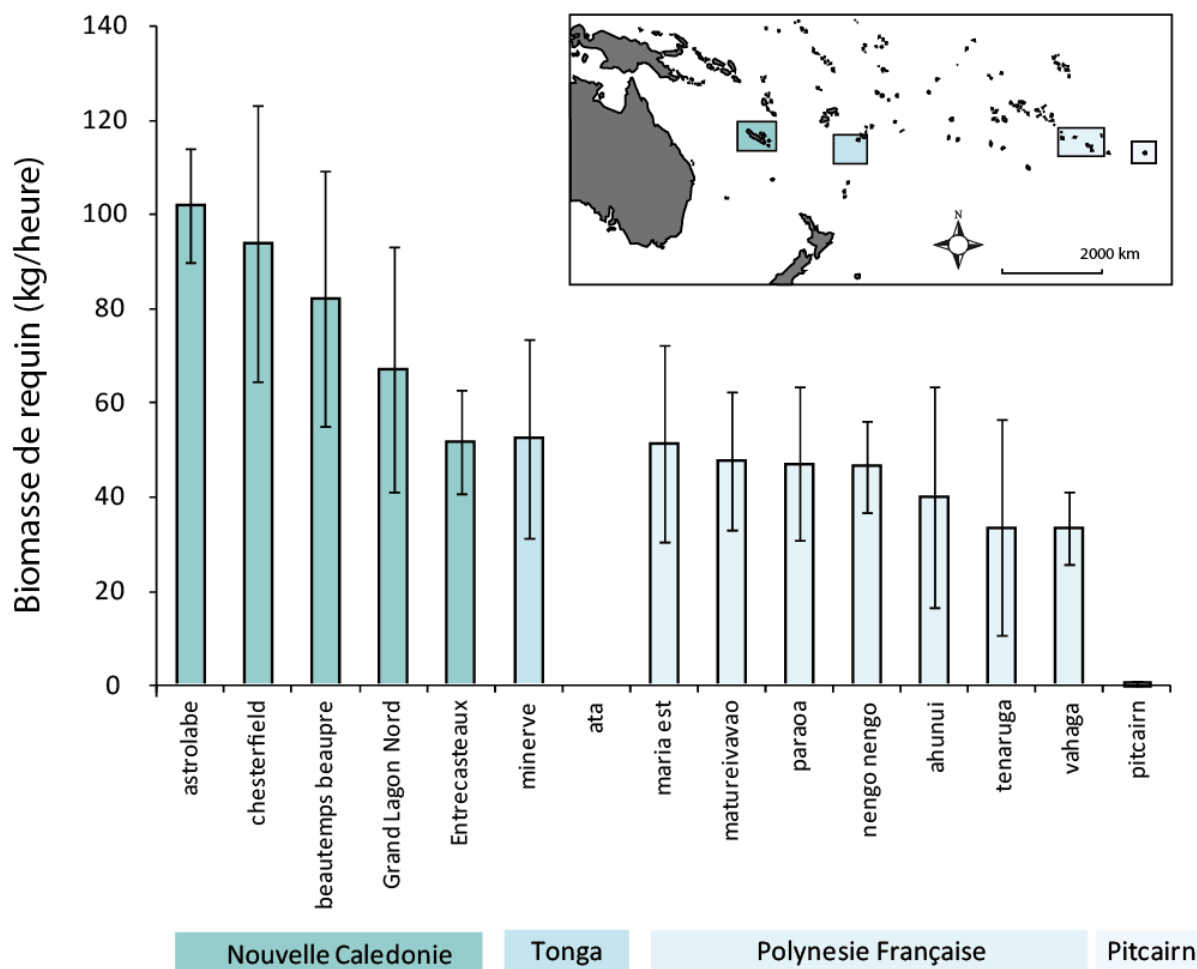 Biomasse de requin (kg/heure)
140
120
100
80
60
40
20
0
N
2000 km
astrolabe
chesterfield
beautemps beaupre
Grand Lagon Nord
Entrecasteaux
minerve
ata
maria est
matureivavao
paraoa
nengo nengo
ahunui
tenaruga
vahaga
pitcairn
Nouvelle Caledonie
Tonga
Polynesie Française
Pitcairn